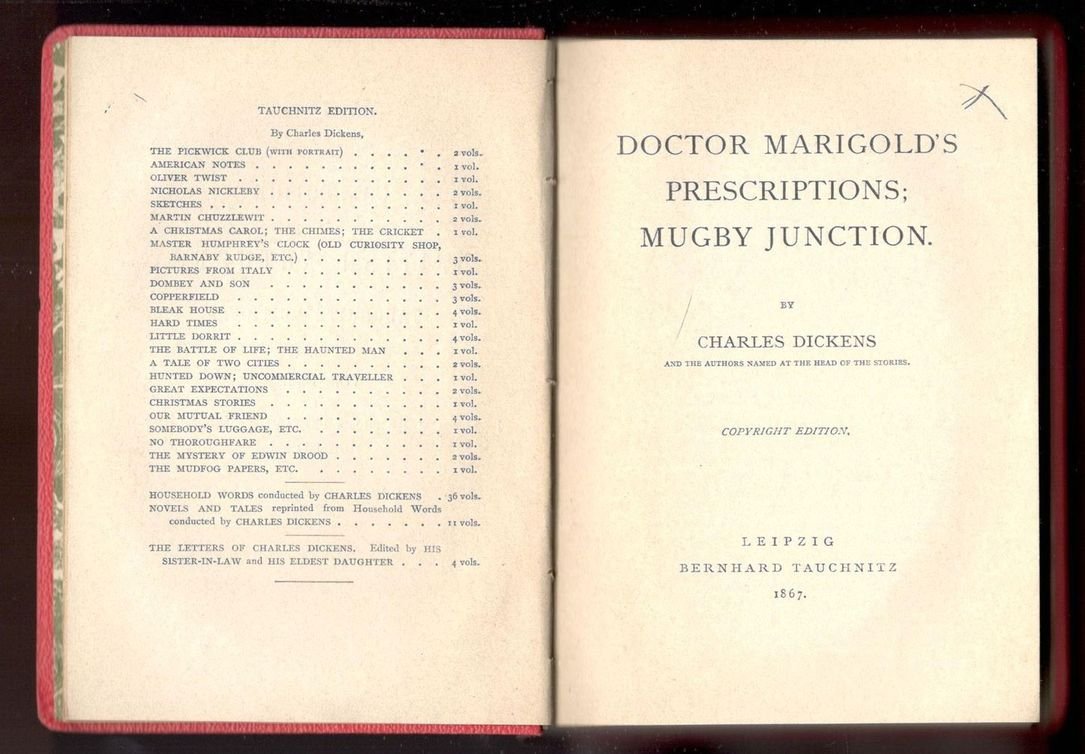 TAUCHNITZ EDITION.
By Charles Dickens,
THE PICKWICK CLUB (WITH PORTRAIT) . . . . . . 2 vols.
AMERICAN NOTES . . . . . . . . . . . . 1 vol.
OLIVER TWIST . . . . . . . . . . . . . 1 vol.
NICHOLAS NICKLEBY . . . . . . . . . . . 2 vols.
SKETCHES . . . . . . . . . . . . . . 1 vol.
MARTIN CHUZZLEWIT . . . . . . . . . . . 2 vols.
A CHRISTMAS CAROL; THE CHIMES; THE CRICKET . 1 vol.
MASTER HUMPHREY'S CLOCK (OLD CURIOSITY SHOP,
BARNABY RUDGE, ETC.) . . . . . . . . . 3 vols.
PICTURES FROM ITALY . . . . . . . . . . 1 vol.
DOMBEY AND SON . . . . . . . . . . . 3 vols.
COPPERFIELD . . . . . . . . . . . . . 3 vols.
BLEAK HOUSE . . . . . . . . . . . . . 4 vols.
HARD TIMES . . . . . . . . . . . . . 1 vol.
LITTLE DORRIT . . . . . . . . . . . . . 4 vols.
THE BATTLE OF LIFE; THE HAUNTED MAN . . . 1 vol.
A TALE OF TWO CITIES . . . . . . . . . . 2 vols.
HUNTED DOWN; UNCOMMERCIAL TRAVELLER . . . 1 vol.
GREAT EXPECTATIONS . . . . . . . . . . 2 vols.
CHRISTMAS STORIES . . . . . . . . . . . 1 vol.
OUR MUTUAL FRIEND . . . . . . . . . . 4 vols.
SOMEBODY'S LUGGAGE, ETC. . . . . . . . . 1 vol.
NO THOROUGHFARE . . . . . . . . . . . 1 vol.
THE MYSTERY OF EDWIN DROOD . . . . . . . 2 vols.
THE MUDFOG PAPERS, ETC. . . . . . . . . 1 vol.
HOUSEHOLD WORDS conducted by CHARLES DICKENS . 36 vols.
NOVELS AND TALES reprinted from Household Words
conducted by CHARLES DICKENS . . . . . . . 11 vols.
THE LETTERS OF CHARLES DICKENS. Edited by HIS
SISTER-IN-LAW and HIS ELDEST DAUGHTER . . . 4 vols.
DOCTOR MARIGOLD'S
PRESCRIPTIONS;
MUGBY JUNCTION.
BY
CHARLES DICKENS
AND THE AUTHORS NAMED AT THE HEAD OF THE STORIES.
COPYRIGHT EDITION.
LEIPZIG
BERNHARD TAUCHNITZ
1867.